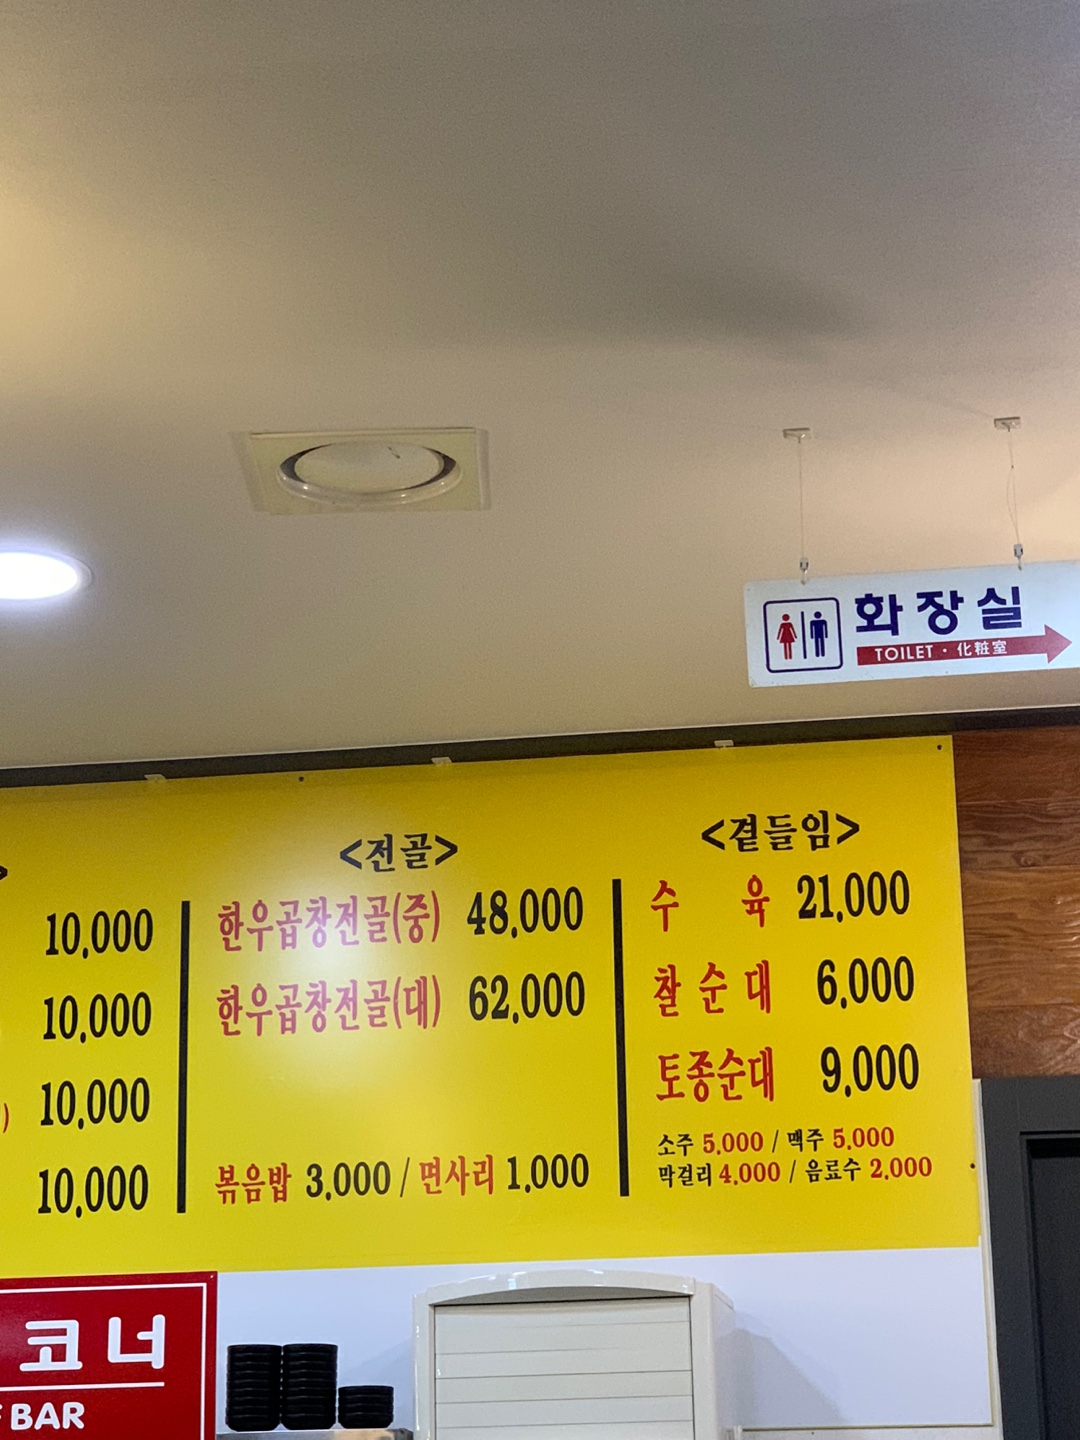 화장실
TOILET · 化粧室
>
10,000
10,000
) 10,000
10,000
<전골>
한우곱창전골(중) 48,000
한우곱창전골(대) 62,000
볶음밥 3,000 / 면사리 1,000
<곁들임>
수 육 21,000
찰순대 6,000
토종순대 9,000
소주 5,000 / 맥주 5,000
막걸리 4,000 / 음료수 2,000
코너
BAR